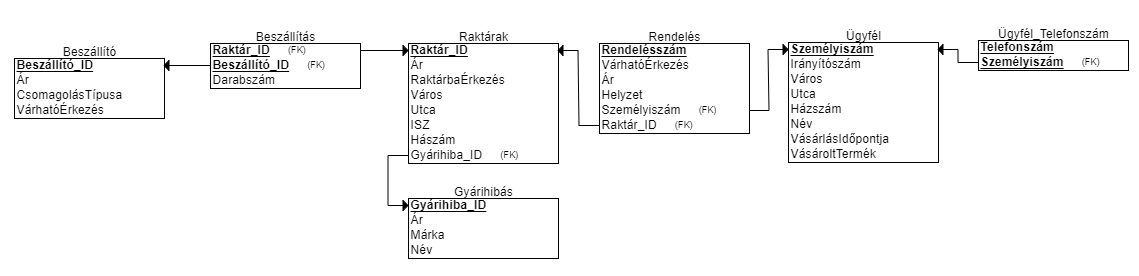 Beszállító
Beszállító_ID
Ár
CsomagolásTípusa
VárhatóÉrkezés
Beszállítás
Raktár_ID (FK)
Beszállító_ID (FK)
Darabszám
Raktárak
Raktár_ID
Ár
RaktárbaÉrkezés
Város
Utca
ISZ
Hászám
Gyárihiba_ID (FK)
Gyárihibás
Gyárihiba_ID
Ár
Márka
Név
Rendelés
Rendelésszám
VárhatóÉrkezés
Ár
Helyzet
Személyiszám (FK)
Raktár_ID (FK)
Ügyfél
Személyiszám
Irányítószám
Város
Utca
Házszám
Név
VásárlásIdőpontja
VásároltTermék
Ügyfél_Telefonszám
Telefonszám
Személyiszám (FK)